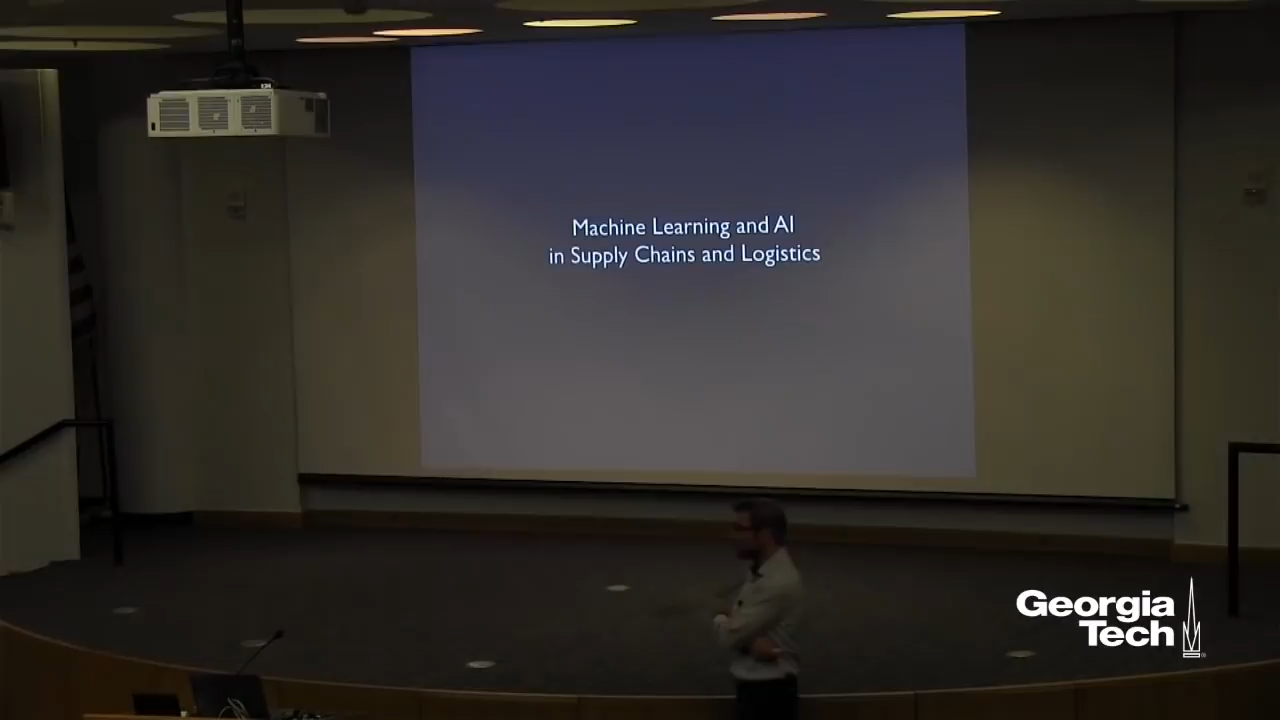 Machine Learning and AI
in Supply Chains and Logistics
Georgia
Tech